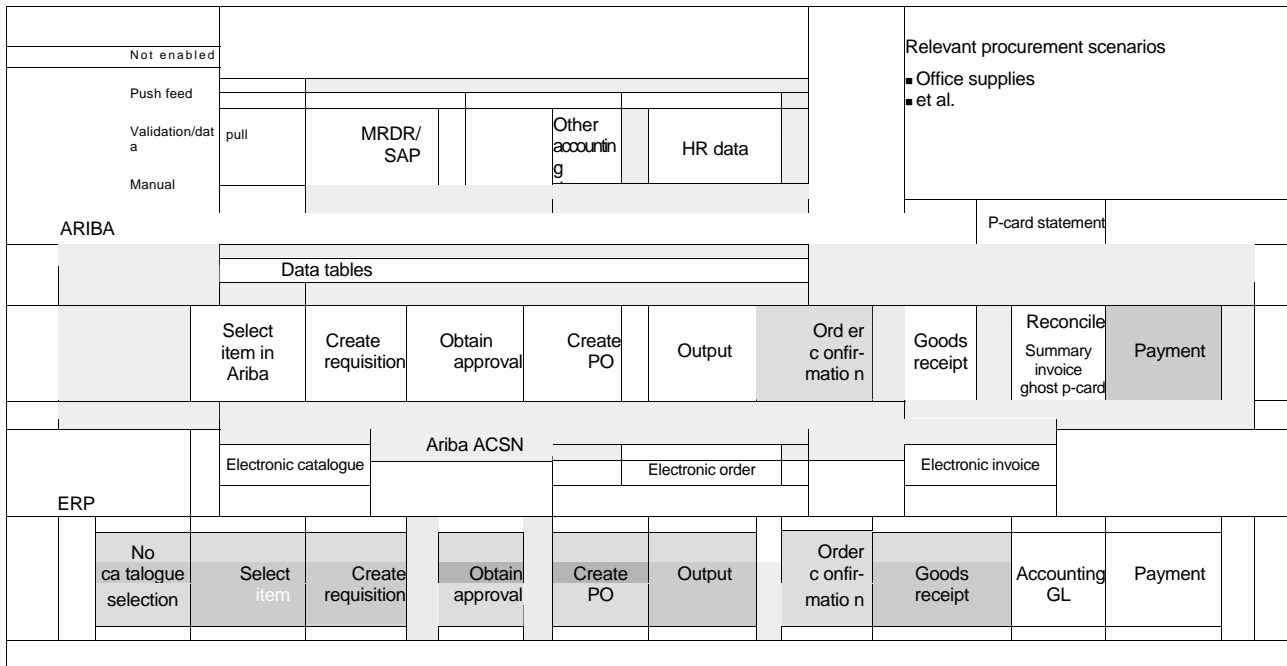 Not enabled
Relevant procurement scenarios
■ Office supplies
■ et al.
Push feed
Validation/dat
a
pull
Manual
MRDR/
SAP
Other
accountin
g
HR data
ARIBA
P-card statement
Data tables
Select
item in
Ariba
Create
requisition
Obtain
approval
Create
PO
Output
Ord er
c onfir-
matio n
Goods
receipt
Reconcile
Summary
invoice
ghost p-card
Payment
Ariba ACSN
Electronic catalogue
Electronic order
Electronic invoice
ERP
No
ca talogue
selection
Select
item
Create
requisition
Obtain
approval
Create
PO
Output
Order
c onfir-
matio n
Goods
receipt
Accounting
GL
Payment